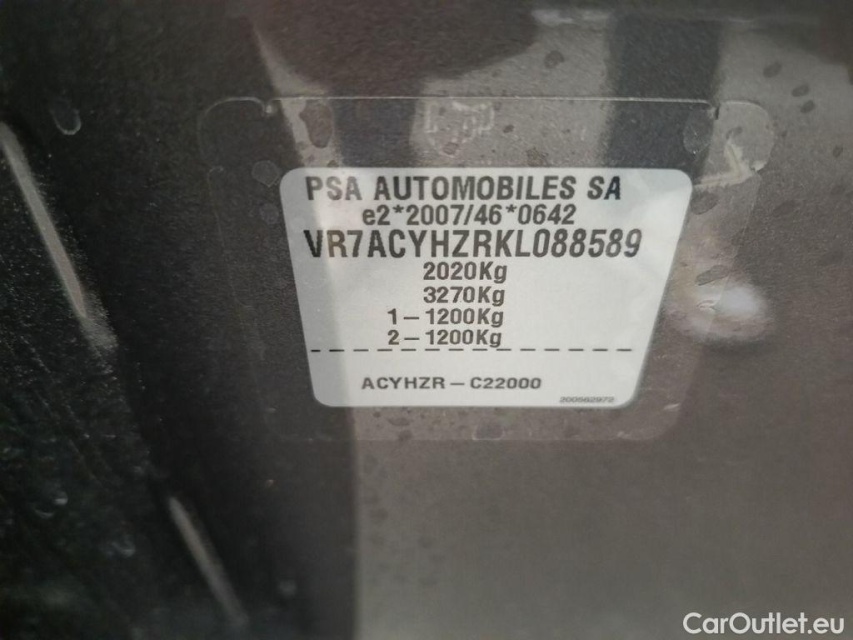 PSA AUTOMOBILES SA
e2*2007/46*0642
VR7ACYHZRKL088589
2020Kg
3270Kg
1–1200Kg
2–1200Kg
ACYHZR–C22000
200562972
CarOutlet.eu